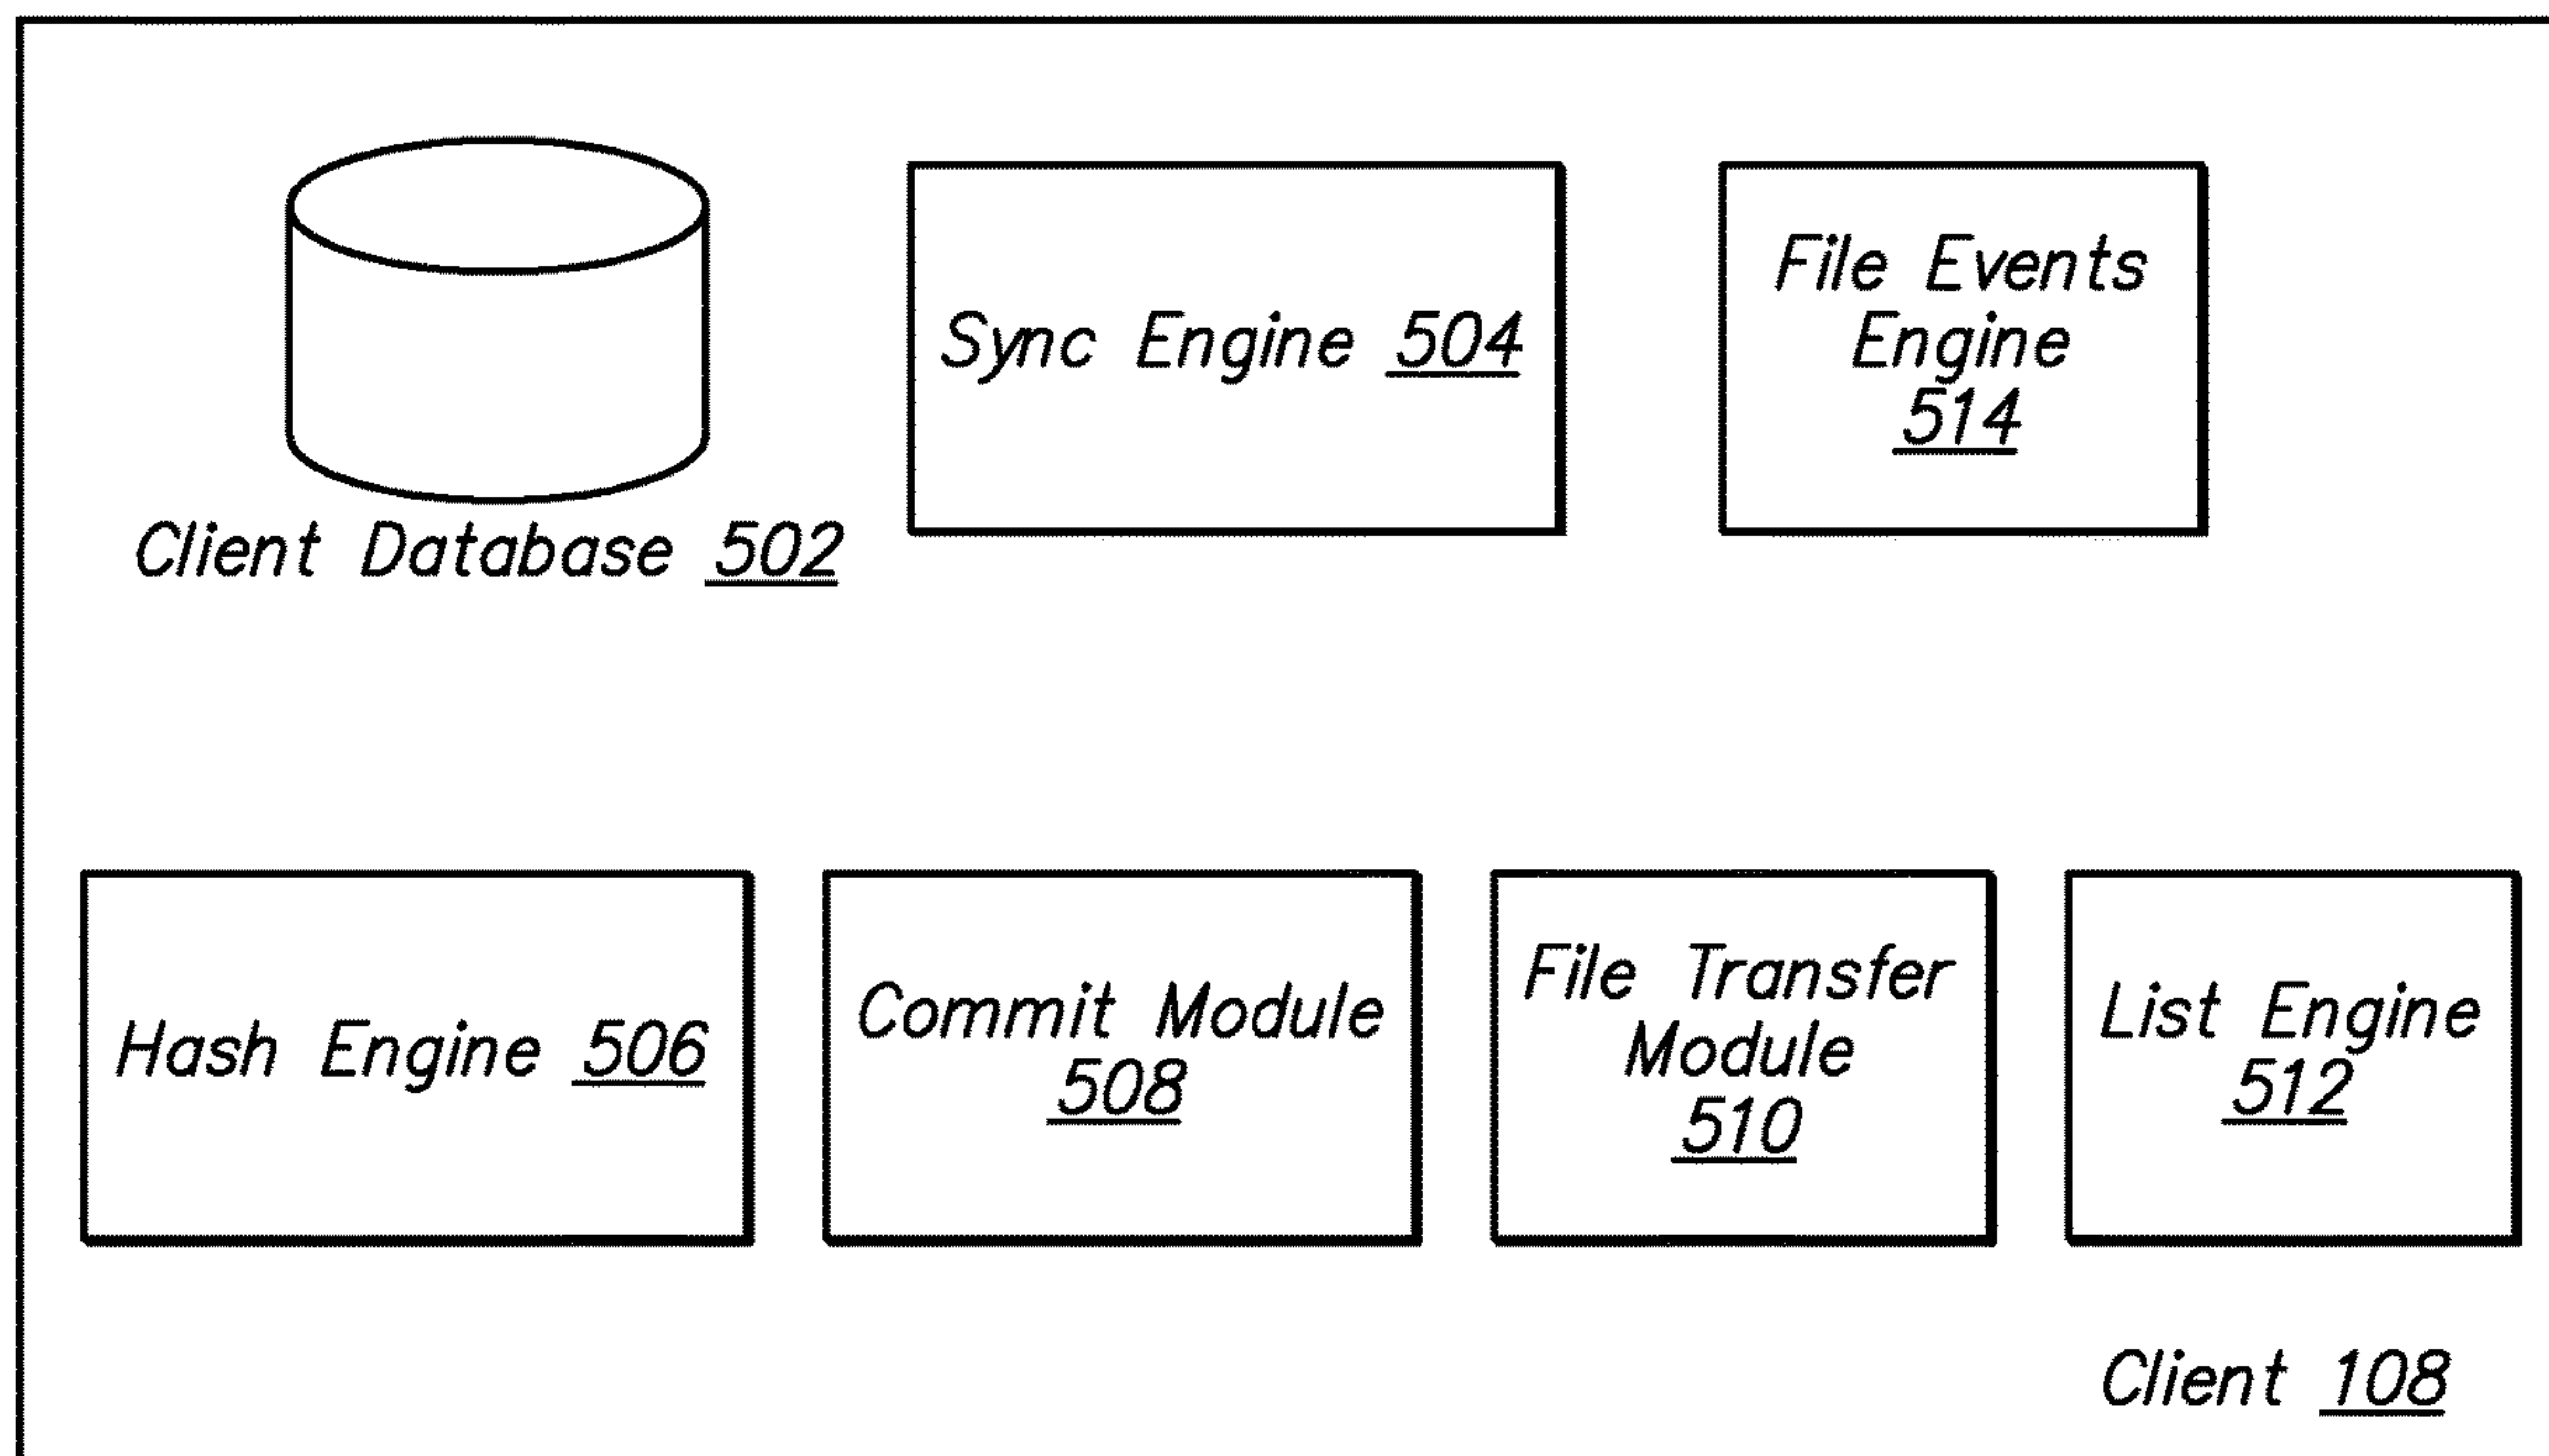 Client Database 502
Sync Engine 504
File Events
Engine
514
Hash Engine 506
Commit Module
508
File Transfer
Module
510
List Engine
512
Client 108